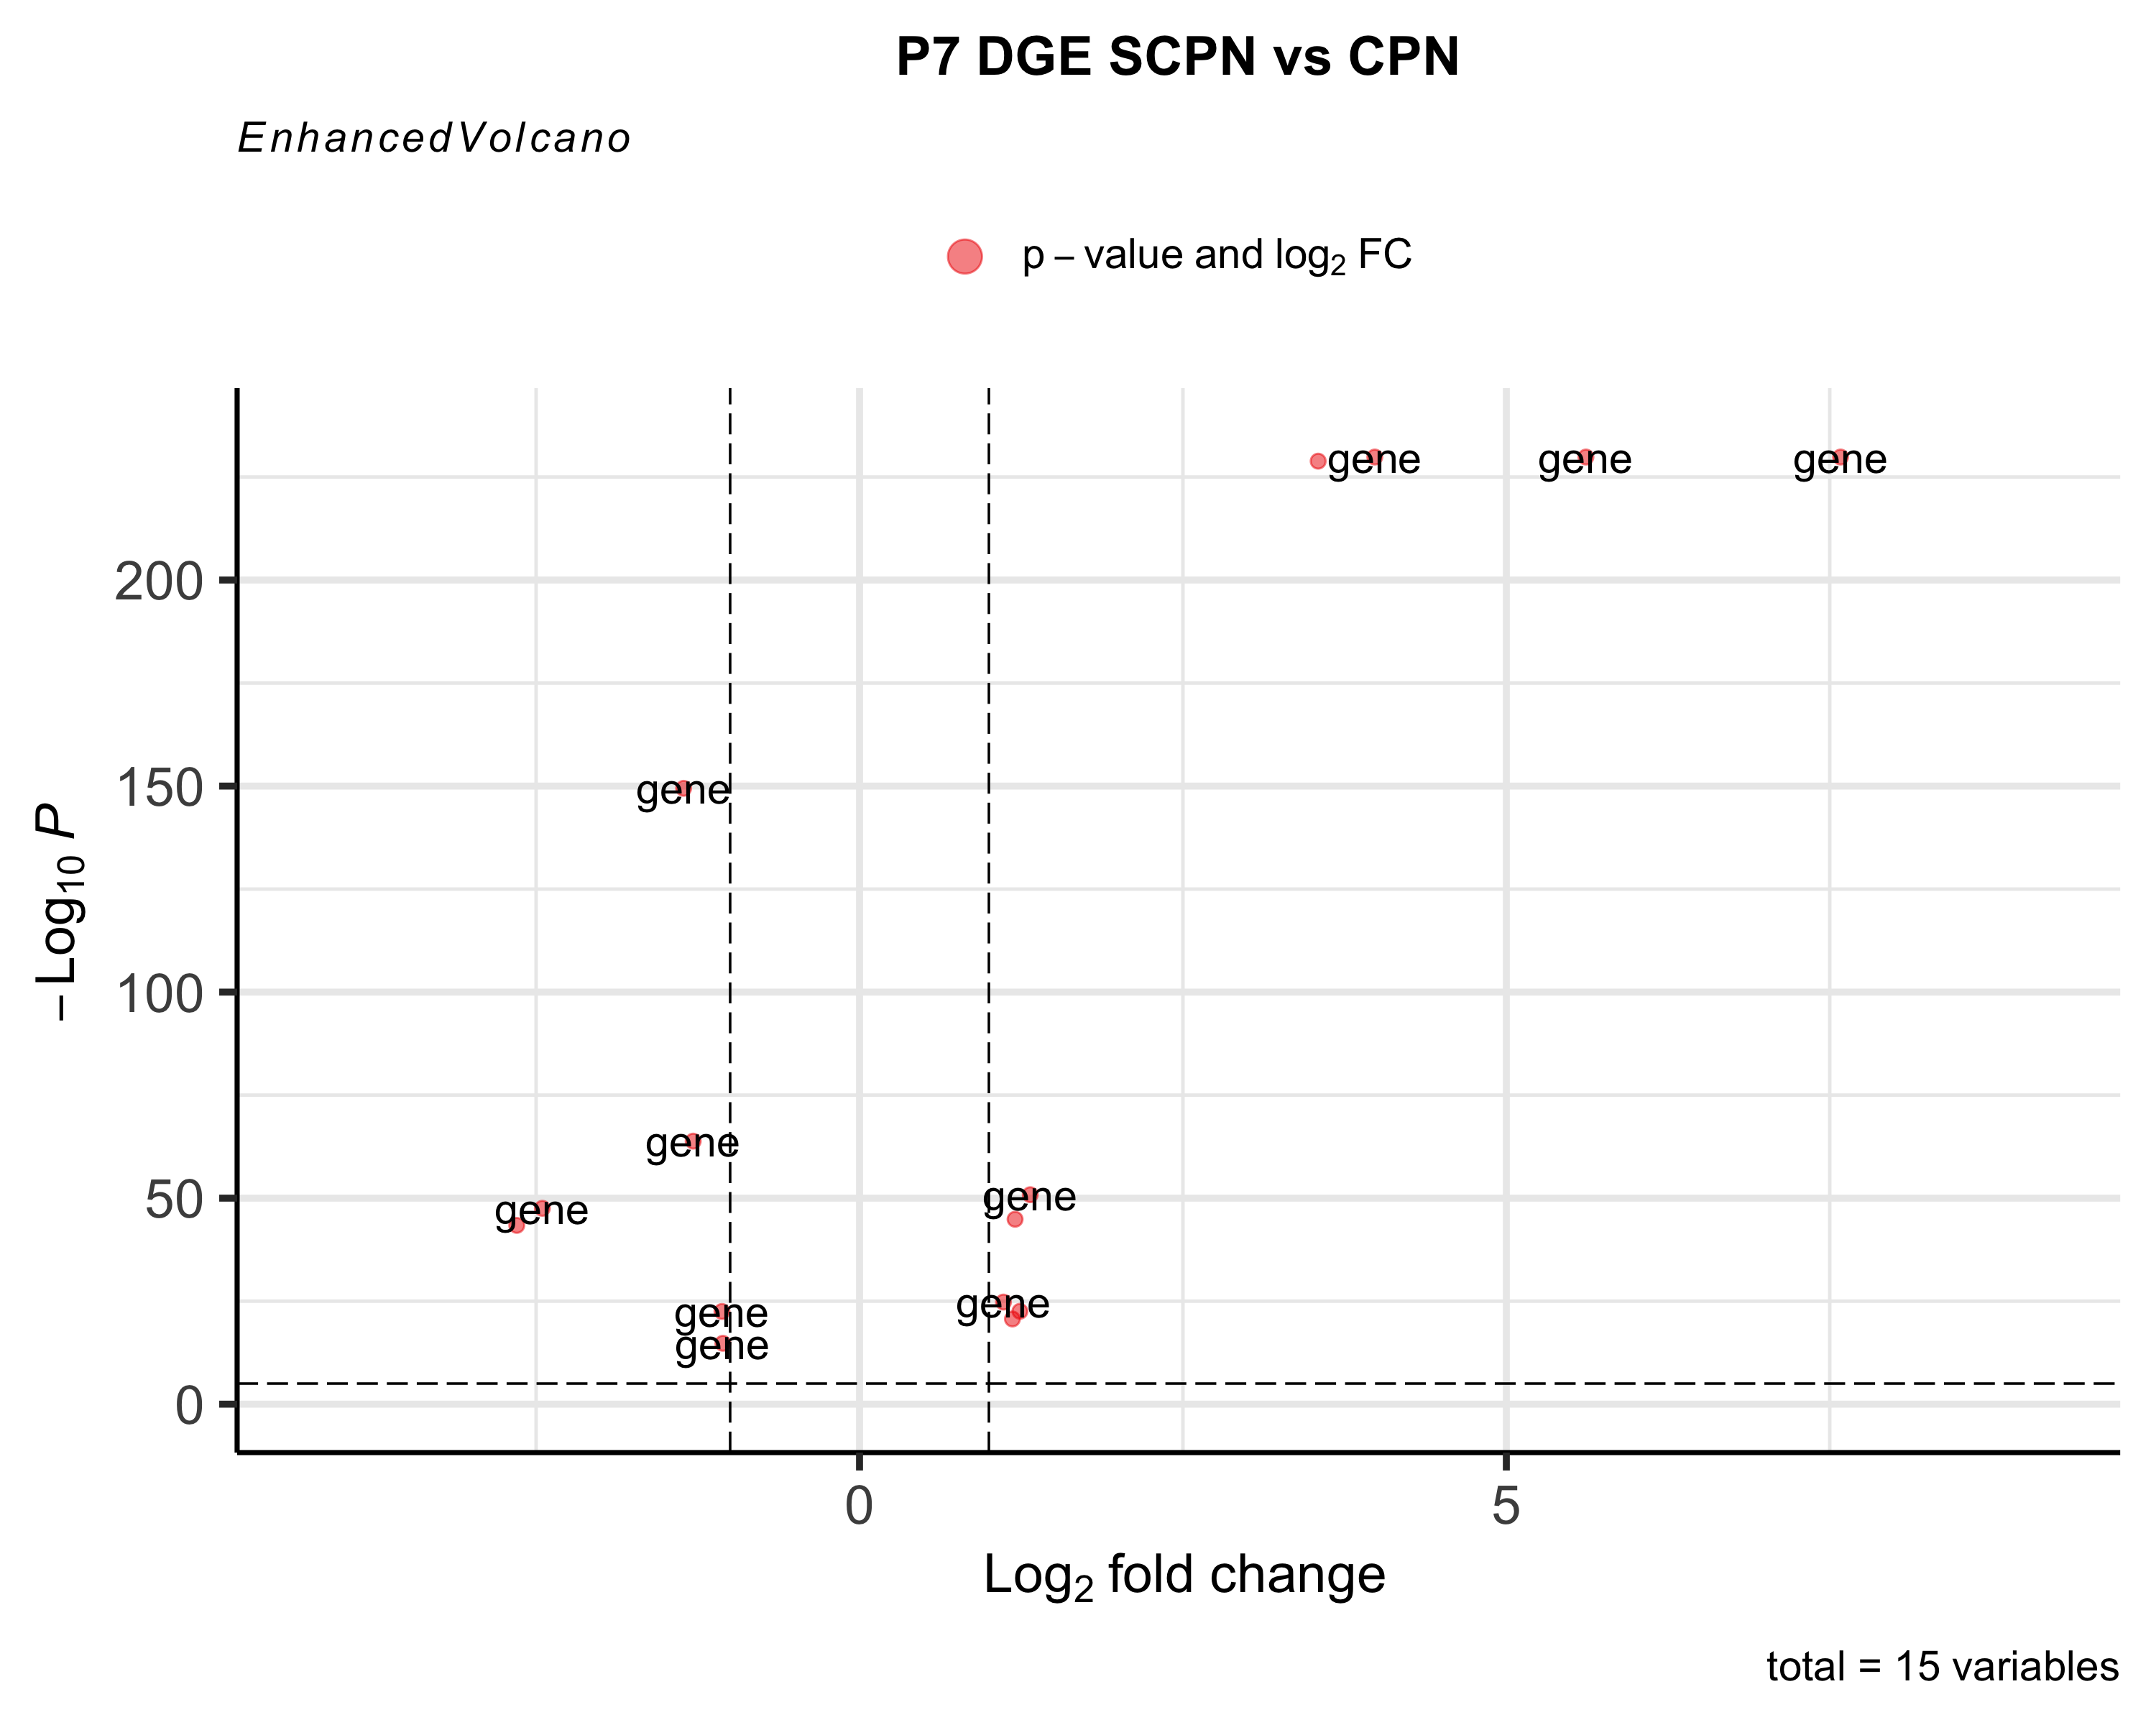 P7 DGE SCPN vs CPN
EnhancedVolcano
p – value and log₂ FC
gene gene gene
200
gene
150
– Log₁₀ P
100
gene
gene
50
gene
gene
gene
gene
0
0 5
Log₂ fold change
total = 15 variables